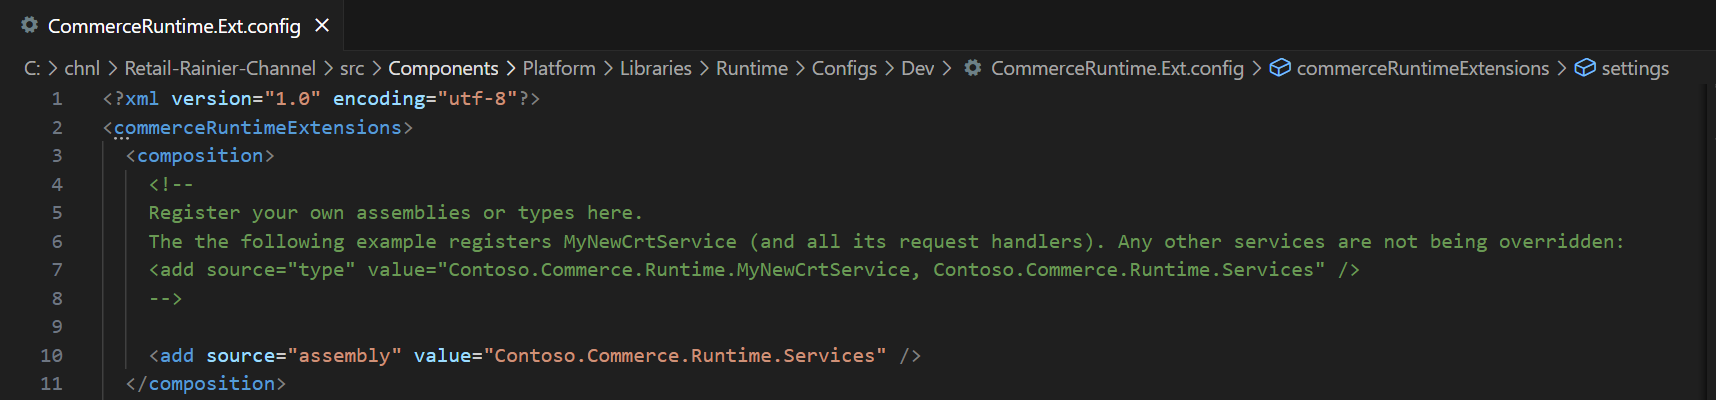 CommerceRuntime.Ext.config
C: > chnl > Retail-Rainier-Channel > src > Components > Platform > Libraries > Runtime > Configs > Dev > CommerceRuntime.Ext.config > commerceRuntimeExtensions > settings
1 <?xml version="1.0" encoding="utf-8"?>
2 <commerceRuntimeExtensions>
3 <composition>
4 <!--
5 Register your own assemblies or types here.
6 The the following example registers MyNewCrtService (and all its request handlers). Any other services are not being overridden:
7 <add source="type" value="Contoso.Commerce.Runtime.MyNewCrtService, Contoso.Commerce.Runtime.Services" />
8 -->
9
10 <add source="assembly" value="Contoso.Commerce.Runtime.Services" />
11 </composition>